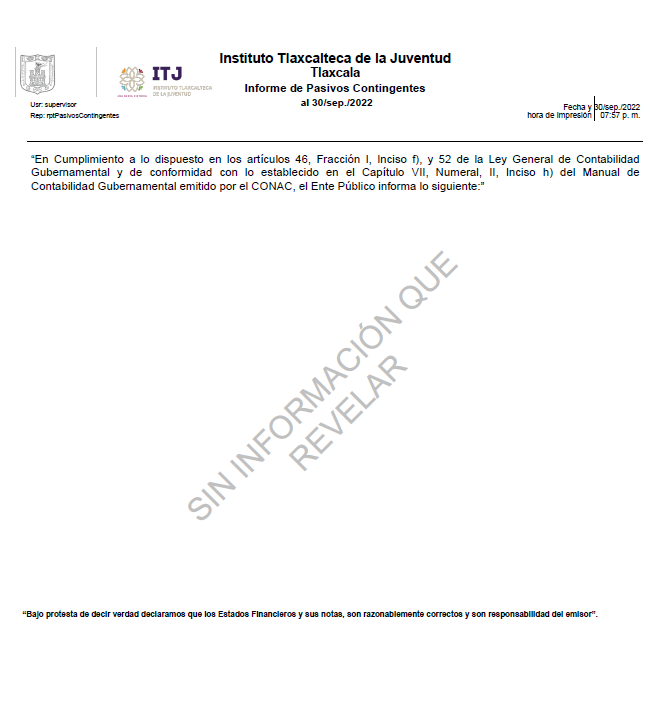 Instituto Tlaxcalteca de la Juventud
Tlaxcala
Informe de Pasivos Contingentes
al 30/sep./2022
ITJ
INSTITUTO TLAXCALTECA
DE LA JUVENTUD
Usr: supervisor
Rep: rptPasivosContingentes
Fecha y 30/sep./2022
hora de Impresión 07:57 p. m.
“En Cumplimiento a lo dispuesto en los artículos 46, Fracción I, Inciso f), y 52 de la Ley General de Contabilidad
Gubernamental y de conformidad con lo establecido en el Capítulo VII, Numeral, II, Inciso h) del Manual de
Contabilidad Gubernamental emitido por el CONAC, el Ente Público informa lo siguiente:”
SIN INFORMACIÓN QUE
REVELAR
“Bajo protesta de decir verdad declaramos que los Estados Financieros y sus notas, son razonablemente correctos y son responsabilidad del emisor”.